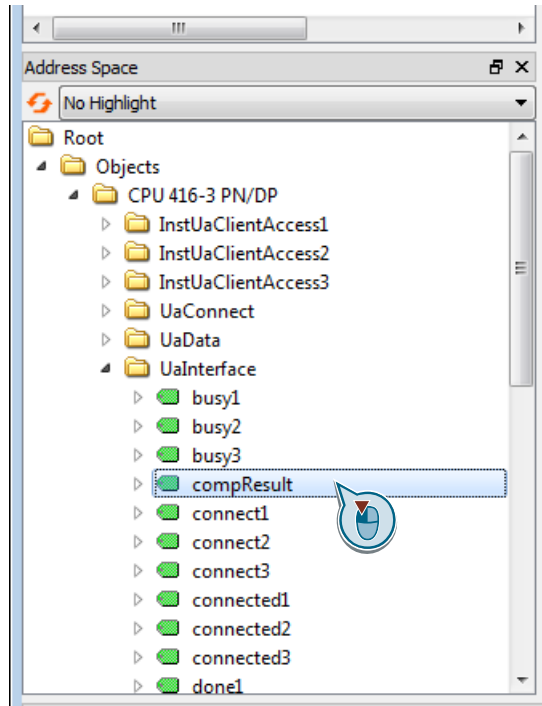 Address Space
No Highlight
Root
Objects
CPU 416-3 PN/DP
InstUaClientAccess1
InstUaClientAccess2
InstUaClientAccess3
UaConnect
UaData
UaInterface
busy1
busy2
busy3
compResult
connect1
connect2
connect3
connected1
connected2
connected3
done1